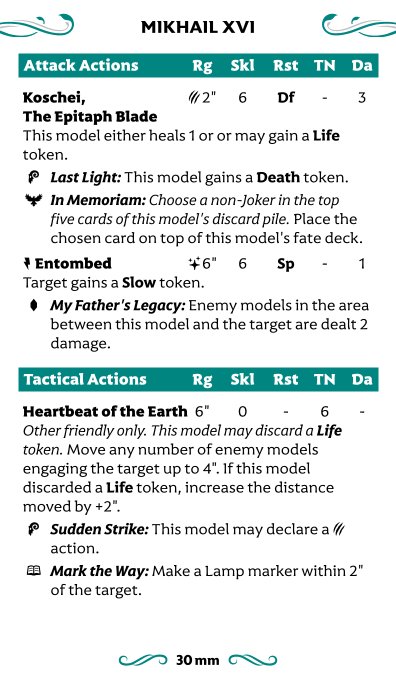 MIKHAIL XVI
Attack Actions Rg Skl Rst TN Da
Koschei, 2" 6 Df - 3
The Epitaph Blade
This model either heals 1 or or may gain a Life
token.
Last Light: This model gains a Death token.
In Memoriam: Choose a non-Joker in the top
five cards of this model's discard pile. Place the
chosen card on top of this model's fate deck.
Entombed 6" 6 Sp - 1
Target gains a Slow token.
My Father's Legacy: Enemy models in the area
between this model and the target are dealt 2
damage.
Tactical Actions Rg Skl Rst TN Da
Heartbeat of the Earth 6" 0 - 6 -
Other friendly only. This model may discard a Life
token. Move any number of enemy models
engaging the target up to 4". If this model
discarded a Life token, increase the distance
moved by +2".
Sudden Strike: This model may declare a
action.
Mark the Way: Make a Lamp marker within 2"
of the target.
30 mm